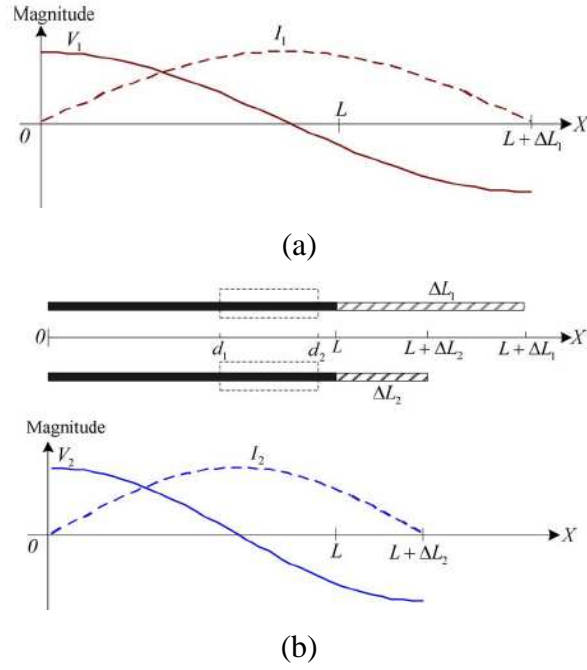 Magnitude
V₁ I₁
L
0 L + ΔL₁ X
(a)
ΔL₁
0 d₁ d₂ L L + ΔL₂ L + ΔL₁ X
ΔL₂
Magnitude
V₂ I₂
0 L L + ΔL₂ X
(b)